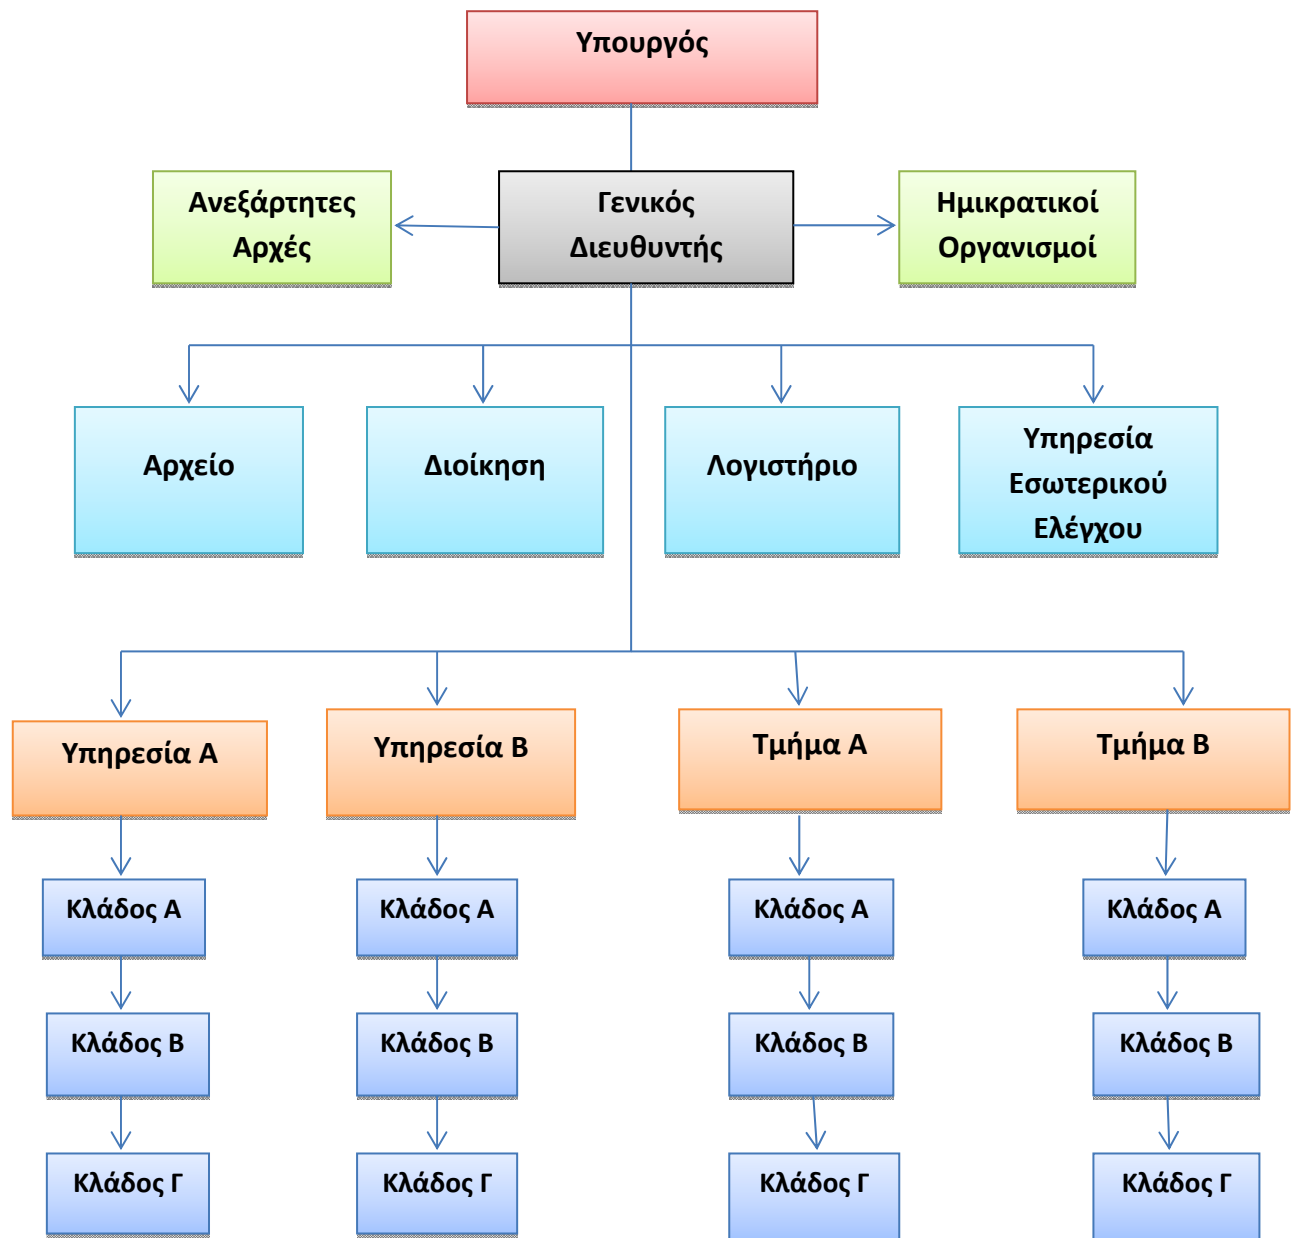 Υπουργός
Ανεξάρτητες
Αρχές
Γενικός
Διευθυντής
Ημικρατικοί
Οργανισμοί
Αρχείο
Διοίκηση
Λογιστήριο
Υπηρεσία
Εσωτερικού
Ελέγχου
Υπηρεσία Α
Υπηρεσία Β
Τμήμα Α
Τμήμα Β
Κλάδος Α
Κλάδος Α
Κλάδος Α
Κλάδος Α
Κλάδος Β
Κλάδος Β
Κλάδος Β
Κλάδος Β
Κλάδος Γ
Κλάδος Γ
Κλάδος Γ
Κλάδος Γ